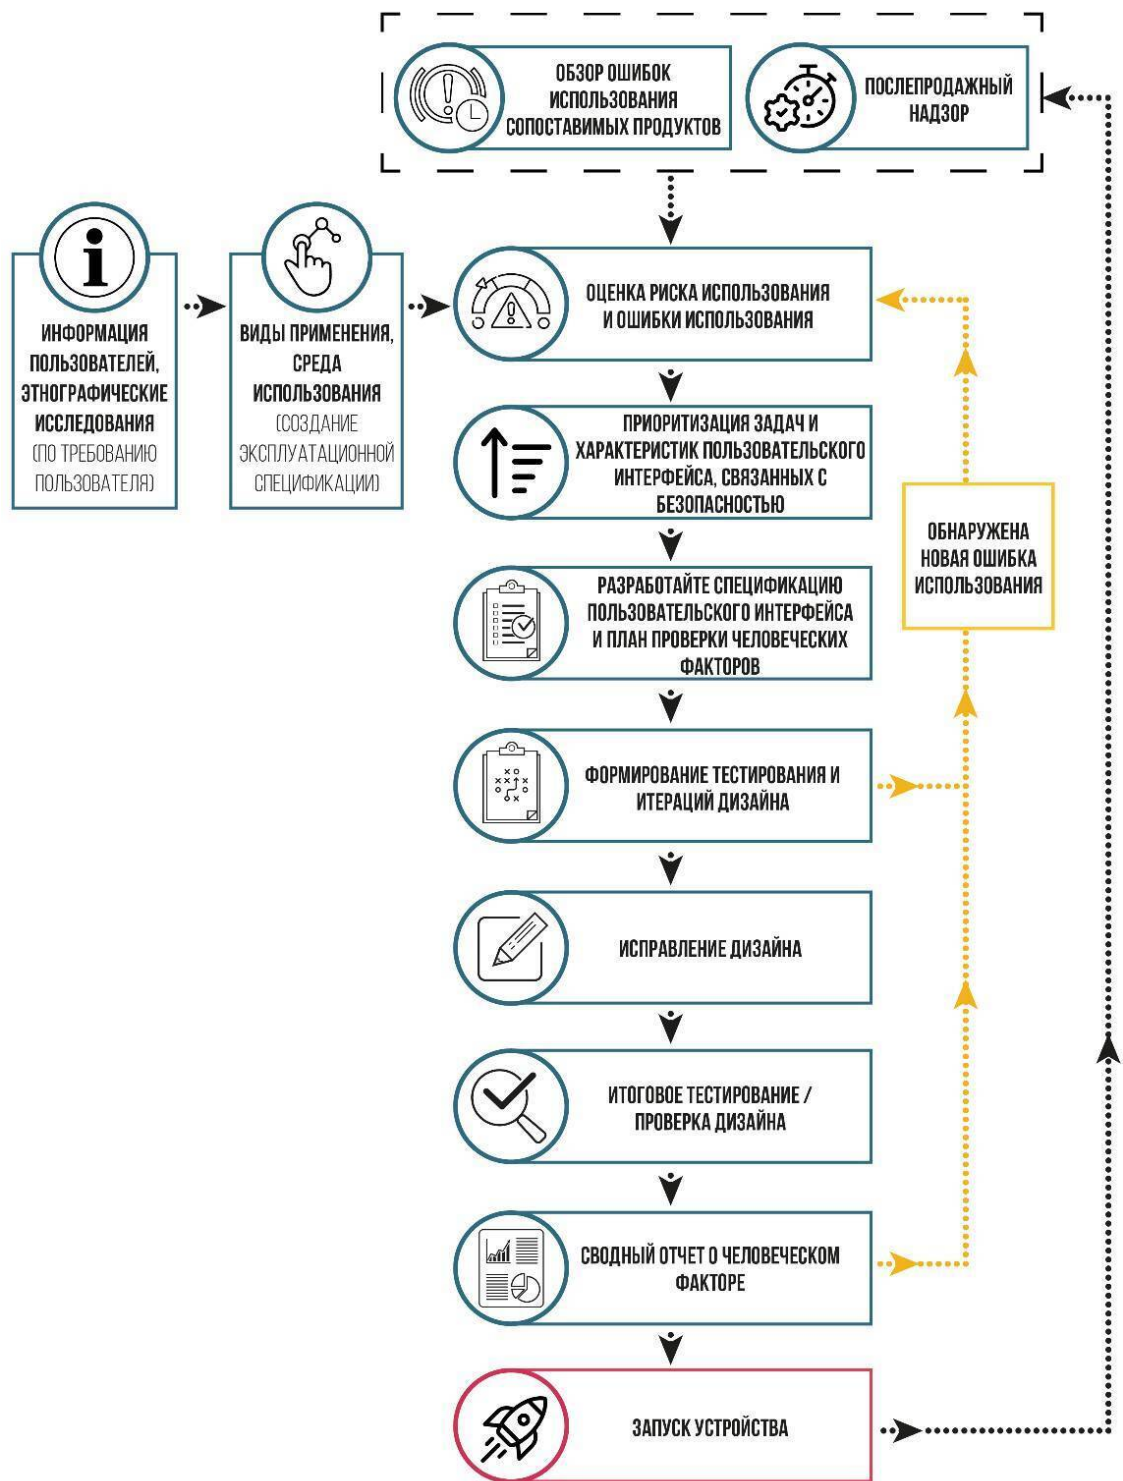 ОБЗОР ОШИБОК
ИСПОЛЬЗОВАНИЯ
СОПОСТАВИМЫХ ПРОДУКТОВ
ПОСЛЕПРОДАЖНЫЙ
НАДЗОР
ИНФОРМАЦИЯ
ПОЛЬЗОВАТЕЛЕЙ,
ЭТНОГРАФИЧЕСКИЕ
ИССЛЕДОВАНИЯ
(ПО ТРЕБОВАНИЮ
ПОЛЬЗОВАТЕЛЯ)
ВИДЫ ПРИМЕНЕНИЯ,
СРЕДА
ИСПОЛЬЗОВАНИЯ
(СОЗДАНИЕ
ЭКСПЛУАТАЦИОННОЙ
СПЕЦИФИКАЦИИ)
ОЦЕНКА РИСКА ИСПОЛЬЗОВАНИЯ
И ОШИБКИ ИСПОЛЬЗОВАНИЯ
ПРИОРИТИЗАЦИЯ ЗАДАЧ И
ХАРАКТЕРИСТИК ПОЛЬЗОВАТЕЛЬСКОГО
ИНТЕРФЕЙСА, СВЯЗАННЫХ С
БЕЗОПАСНОСТЬЮ
ОБНАРУЖЕНА
НОВАЯ ОШИБКА
ИСПОЛЬЗОВАНИЯ
РАЗРАБОТАЙТЕ СПЕЦИФИКАЦИЮ
ПОЛЬЗОВАТЕЛЬСКОГО ИНТЕРФЕЙСА
И ПЛАН ПРОВЕРКИ ЧЕЛОВЕЧЕСКИХ
ФАКТОРОВ
ФОРМИРОВАНИЕ ТЕСТИРОВАНИЯ И
ИТЕРАЦИЙ ДИЗАЙНА
ИСПРАВЛЕНИЕ ДИЗАЙНА
ИТОГОВОЕ ТЕСТИРОВАНИЕ /
ПРОВЕРКА ДИЗАЙНА
СВОДНЫЙ ОТЧЕТ О ЧЕЛОВЕЧЕСКОМ
ФАКТОРЕ
ЗАПУСК УСТРОЙСТВА